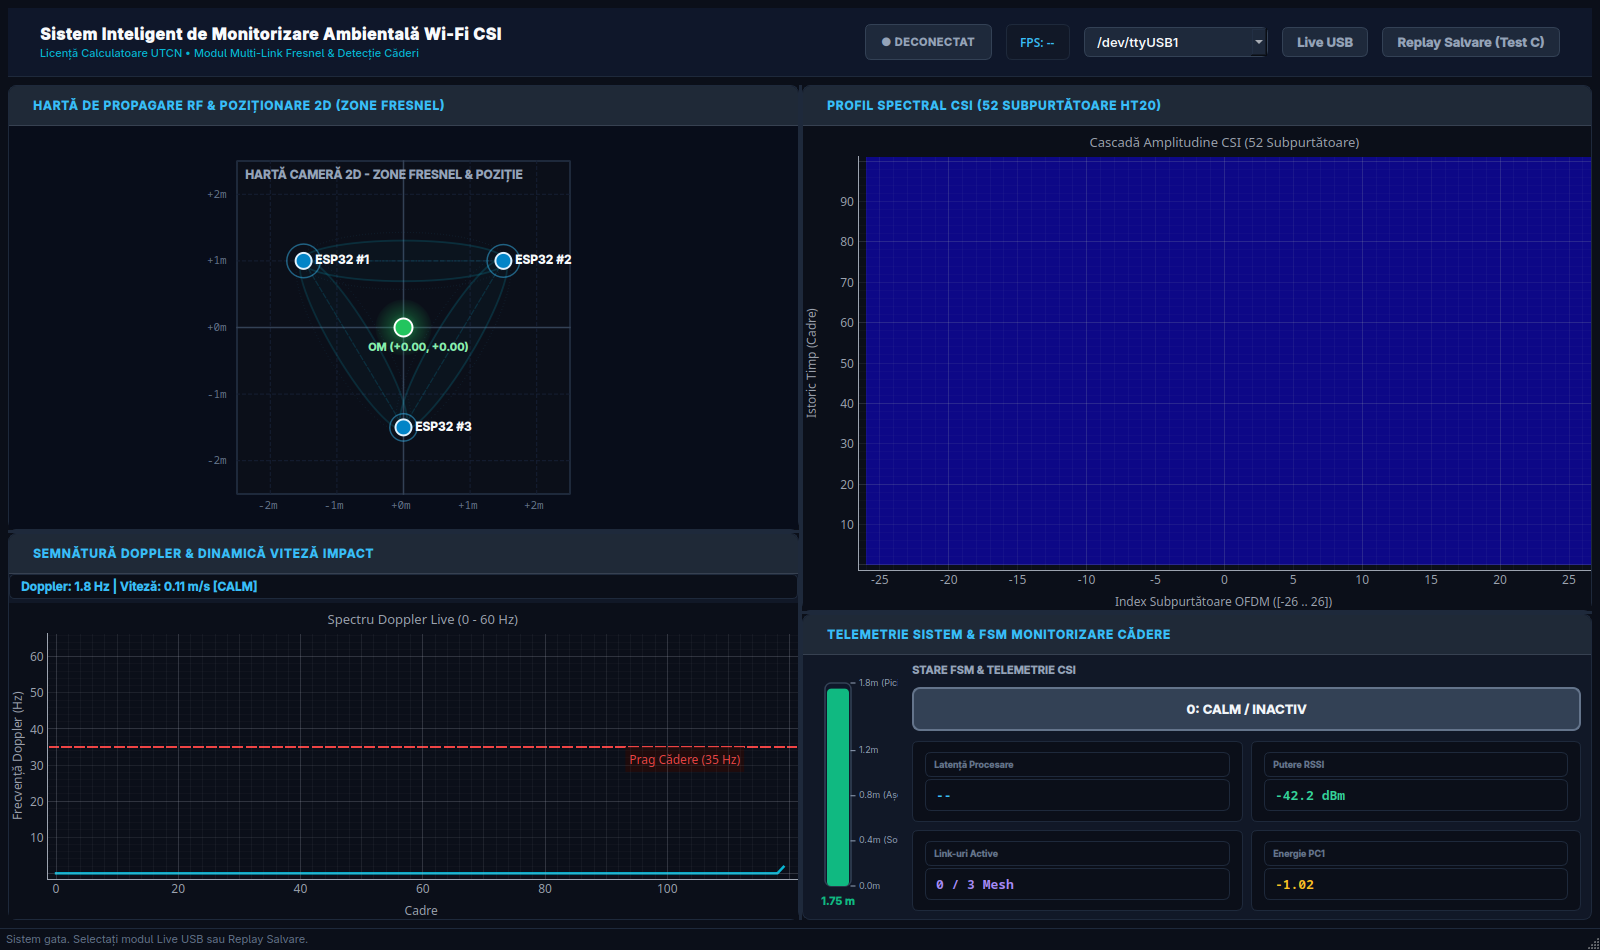 Sistem Inteligent de Monitorizare Ambientală Wi-Fi CSI
Licență Calculatoare UTCN • Modul Multi-Link Fresnel & Detecție Căderi
● DECONECTAT
FPS: --
/dev/ttyUSB1
Live USB
Replay Salvare (Test C)
HARTĂ DE PROPAGARE RF & POZIȚIONARE 2D (ZONE FRESNEL)
HARTĂ CAMERĂ 2D - ZONE FRESNEL & POZIȚIE
+2m
+1m
+0m
-1m
-2m
ESP32 #1
ESP32 #2
OM (+0.00, +0.00)
ESP32 #3
-2m -1m +0m +1m +2m
PROFIL SPECTRAL CSI (52 SUBPURTĂTOARE HT20)
Cascadă Amplitudine CSI (52 Subpurtătoare)
Istoric Timp (Cadre)
90
80
70
60
50
40
30
20
10
-25 -20 -15 -10 -5 0 5 10 15 20 25
Index Subpurtătoare OFDM ([-26 .. 26])
SEMNĂTURĂ DOPPLER & DINAMICĂ VITEZĂ IMPACT
Doppler: 1.8 Hz | Viteză: 0.11 m/s [CALM]
Spectru Doppler Live (0 - 60 Hz)
Frecvență Doppler (Hz)
60
50
40
30
20
10
Prag Cădere (35 Hz)
0 20 40 60 80 100
Cadre
TELEMETRIE SISTEM & FSM MONITORIZARE CĂDERE
1.8m (Pic
1.2m
0.8m (Aș
0.4m (So
0.0m
1.75 m
STARE FSM & TELEMETRIE CSI
0: CALM / INACTIV
Latență Procesare
--
Putere RSSI
-42.2 dBm
Link-uri Active
0 / 3 Mesh
Energie PC1
-1.02
Sistem gata. Selectați modul Live USB sau Replay Salvare.